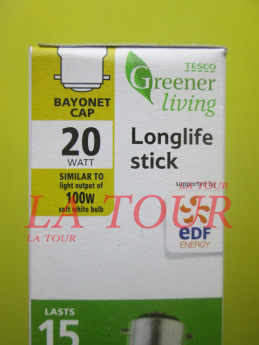 TESCO
Greener
living
BAYONET
CAP
20
WATT
Longlife
stick
SIMILAR TO
light output of
100W
soft white bulb
supported by
LA TOUR
LA TOUR
LA TOUR
eDF
ENERGY
LASTS
15